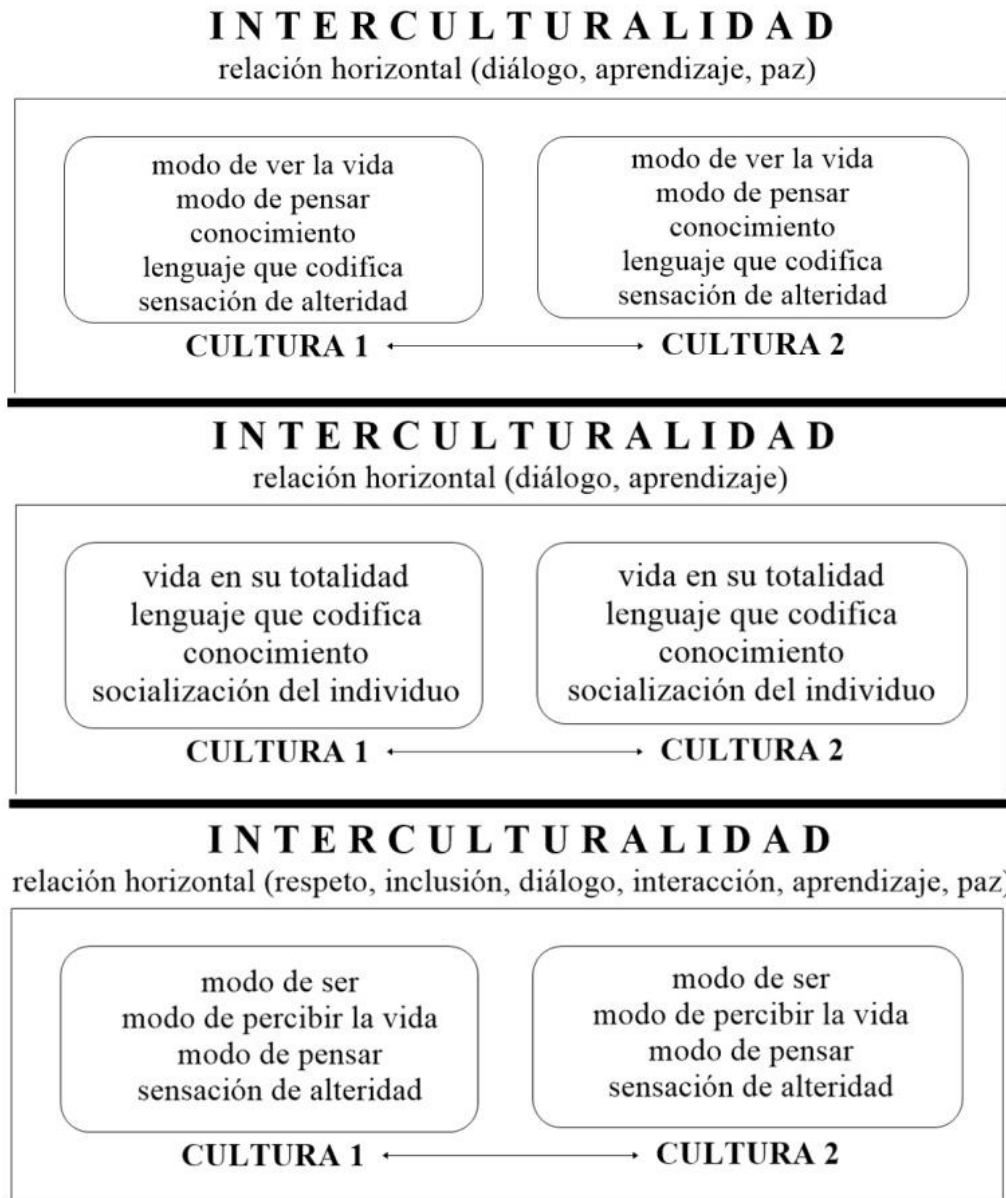 INTERCULTURALIDAD
relación horizontal (diálogo, aprendizaje, paz)
modo de ver la vida
modo de pensar
conocimiento
lenguaje que codifica
sensación de alteridad
CULTURA 1
modo de ver la vida
modo de pensar
conocimiento
lenguaje que codifica
sensación de alteridad
CULTURA 2
INTERCULTURALIDAD
relación horizontal (diálogo, aprendizaje)
vida en su totalidad
lenguaje que codifica
conocimiento
socialización del individuo
CULTURA 1
vida en su totalidad
lenguaje que codifica
conocimiento
socialización del individuo
CULTURA 2
INTERCULTURALIDAD
relación horizontal (respeto, inclusión, diálogo, interacción, aprendizaje, paz)
modo de ser
modo de percibir la vida
modo de pensar
sensación de alteridad
CULTURA 1
modo de ser
modo de percibir la vida
modo de pensar
sensación de alteridad
CULTURA 2